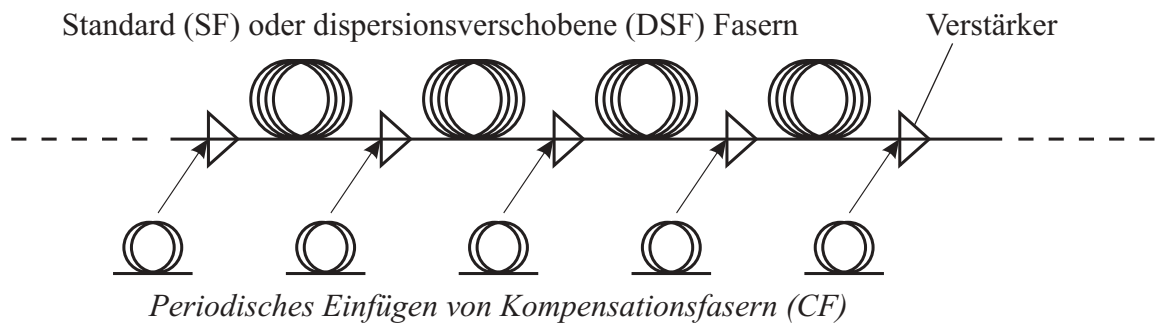 Standard (SF) oder dispersionsverschobene (DSF) Fasern
Verstärker
Periodisches Einfügen von Kompensationsfasern (CF)